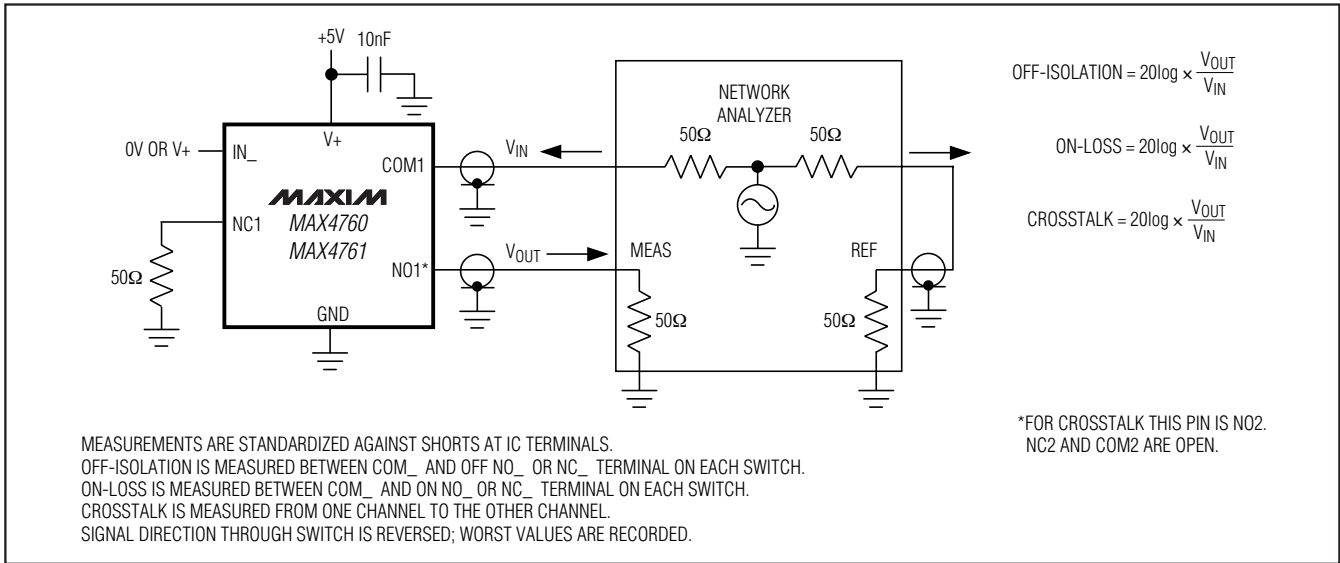 +5V
10nF
V+
0V OR V+
IN_
COM1
MAXIM
MAX4760
MAX4761
NC1
NO1*
50Ω
GND
VIN
VOUT
NETWORK
ANALYZER
50Ω
50Ω
MEAS
REF
50Ω
50Ω
OFF-ISOLATION = 20log × VOUT/VIN
ON-LOSS = 20log × VOUT/VIN
CROSSTALK = 20log × VOUT/VIN
*FOR CROSSTALK THIS PIN IS NO2.
NC2 AND COM2 ARE OPEN.
MEASUREMENTS ARE STANDARDIZED AGAINST SHORTS AT IC TERMINALS.
OFF-ISOLATION IS MEASURED BETWEEN COM_ AND OFF NO_ OR NC_ TERMINAL ON EACH SWITCH.
ON-LOSS IS MEASURED BETWEEN COM_ AND ON NO_ OR NC_ TERMINAL ON EACH SWITCH.
CROSSTALK IS MEASURED FROM ONE CHANNEL TO THE OTHER CHANNEL.
SIGNAL DIRECTION THROUGH SWITCH IS REVERSED; WORST VALUES ARE RECORDED.